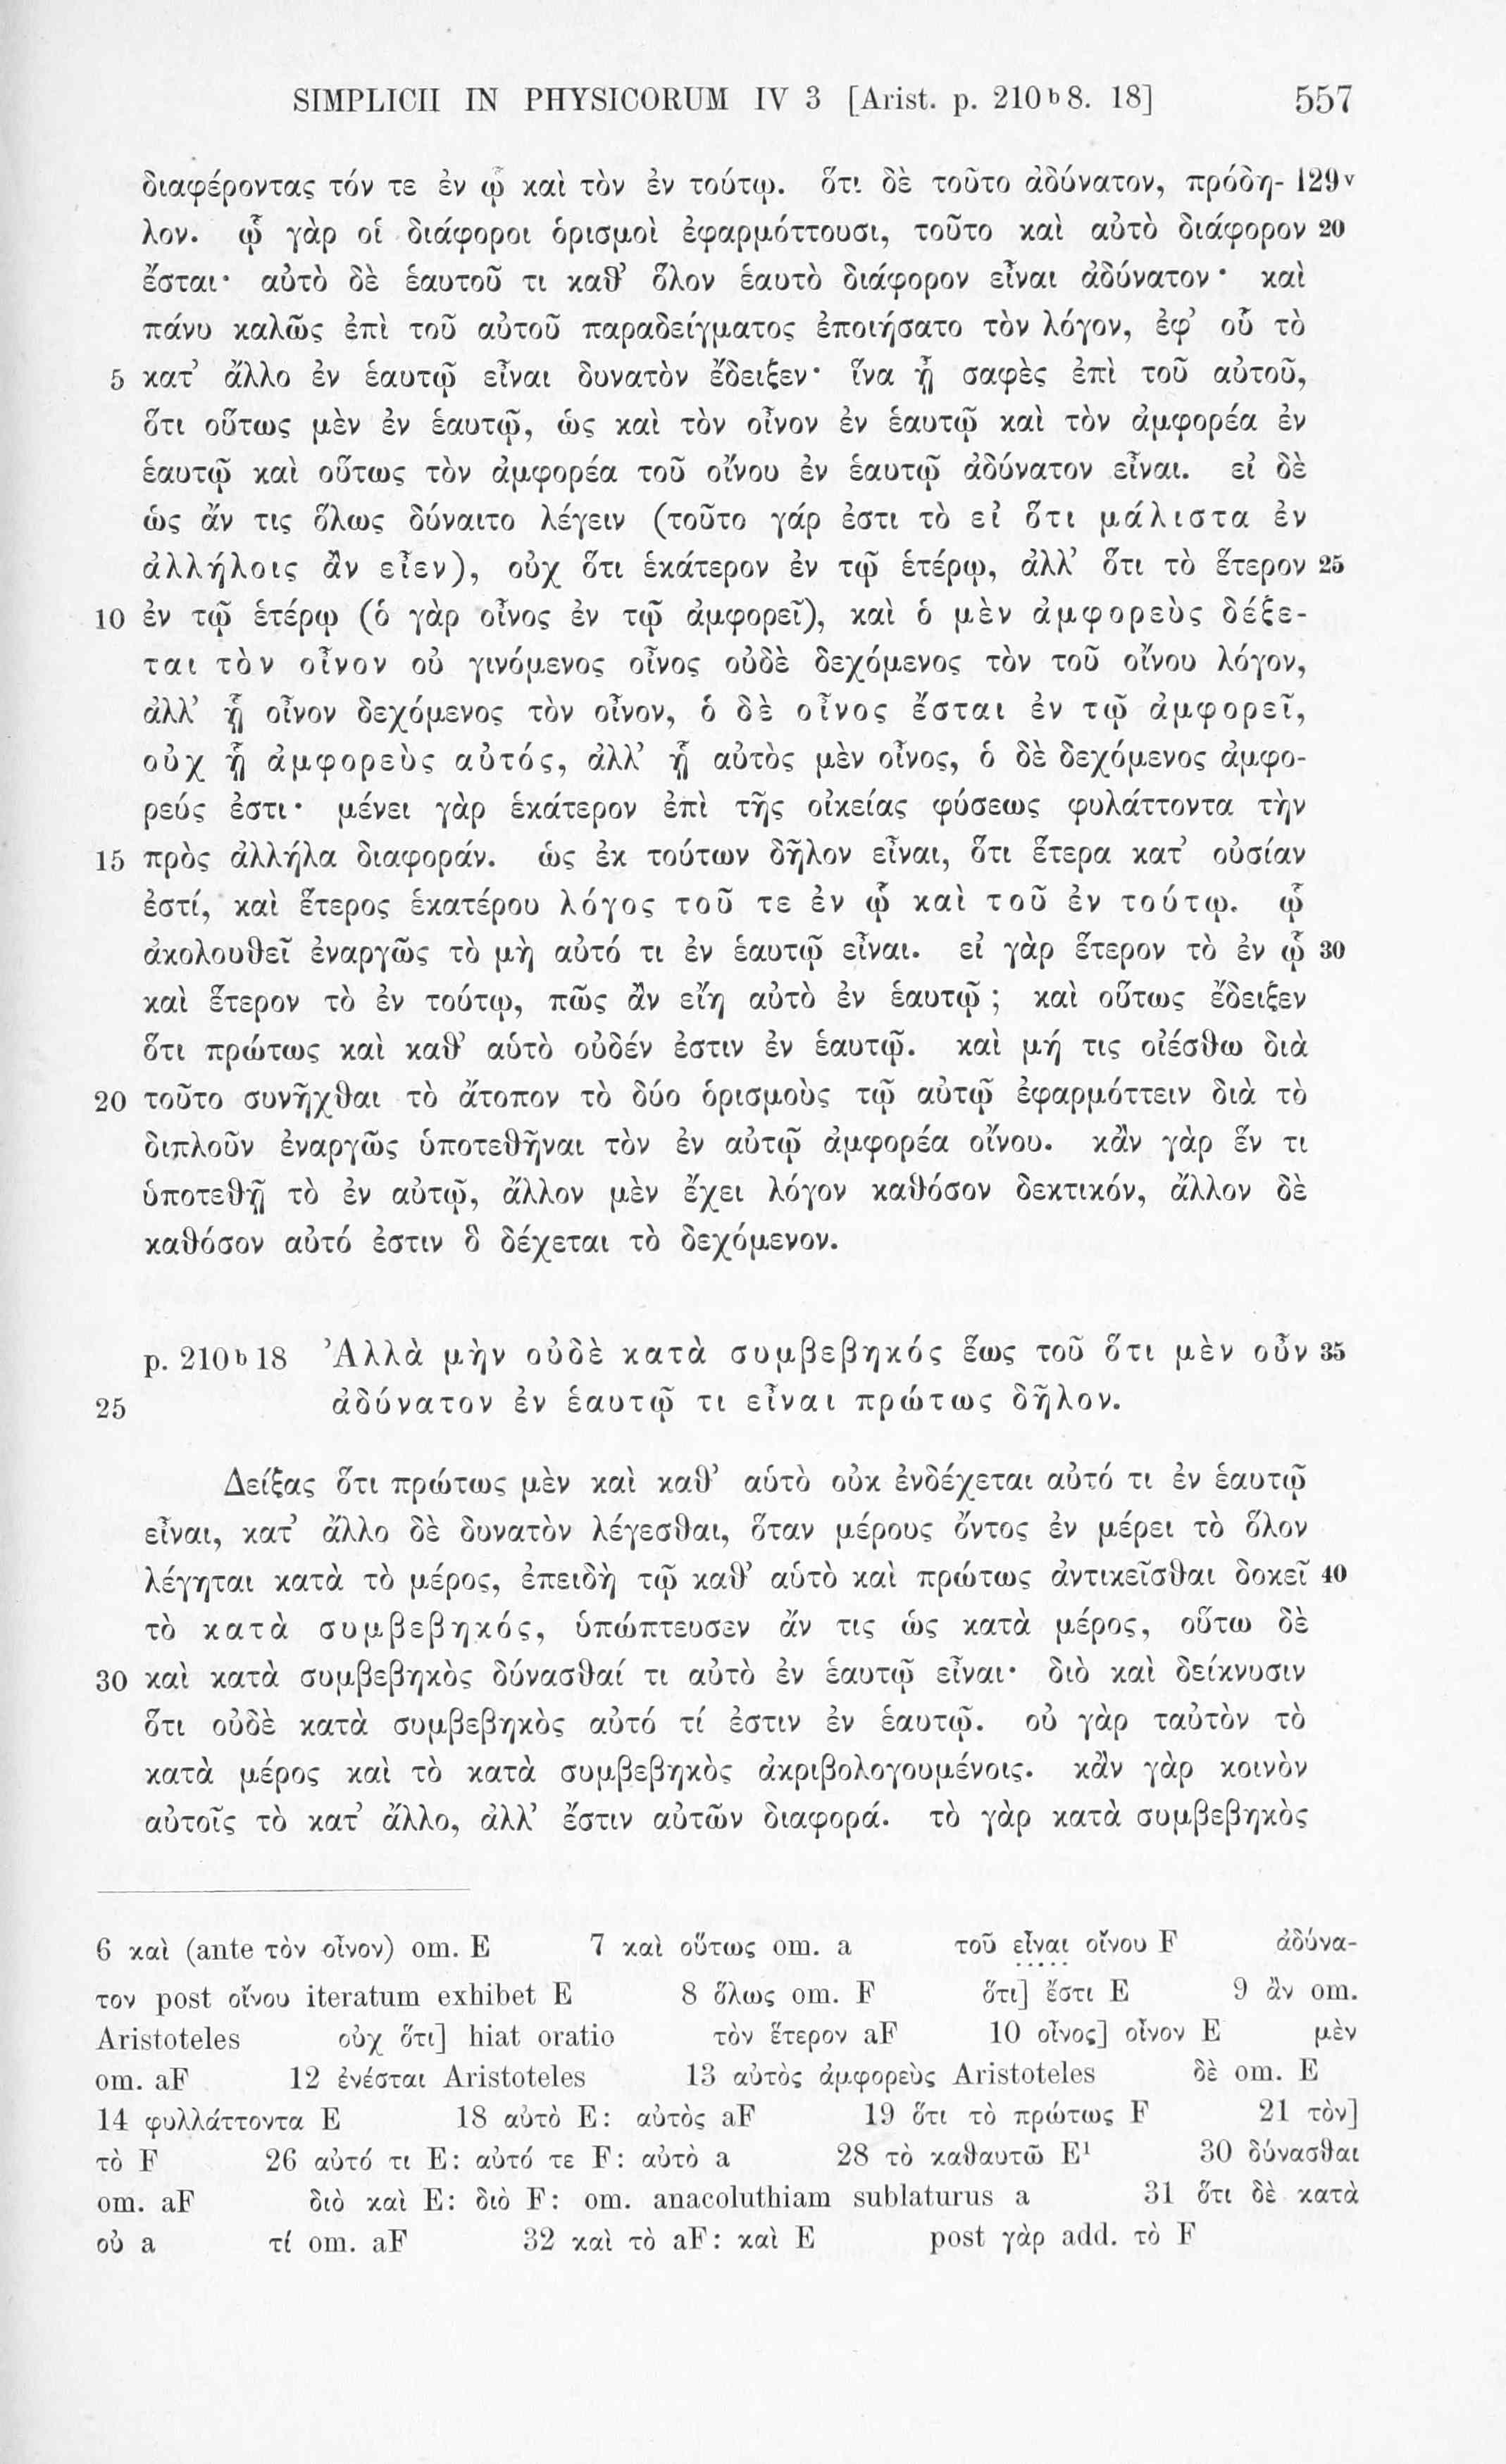 SIMPLICII IN PHYSICORUM IV 3 [Arist. p. 210b8. 18] 557
διαφέροντας τόν τε ἐν ᾧ καὶ τὸν ἐν τούτῳ. ὅτι δὲ τοῦτο ἀδύνατον, πρόδη- 129v
λον. ᾧ γὰρ οἱ διάφοροι ὁρισμοὶ ἐφαρμόττουσι, τοῦτο καὶ αὐτὸ διάφορον 20
ἔσται· αὐτὸ δὲ ἑαυτοῦ τι καθ’ ὅλον ἑαυτὸ διάφορον εἶναι ἀδύνατον· καὶ
πάνυ καλῶς ἐπὶ τοῦ αὐτοῦ παραδείγματος ἐποιήσατο τὸν λόγον, ἐφ’ οὗ τὸ
5 κατ’ ἄλλο ἐν ἑαυτῷ εἶναι δυνατὸν ἔδειξεν· ἵνα ᾖ σαφὲς ἐπὶ τοῦ αὐτοῦ,
ὅτι οὕτως μὲν ἐν ἑαυτῷ, ὡς καὶ τὸν οἶνον ἐν ἑαυτῷ καὶ τὸν ἀμφορέα ἐν
ἑαυτῷ καὶ οὕτως τὸν ἀμφορέα τοῦ οἴνου ἐν ἑαυτῷ ἀδύνατον εἶναι. εἰ δὲ
ὡς ἄν τις ὅλως δύναιτο λέγειν (τοῦτο γάρ ἐστι τὸ εἰ ὅτι μάλιστα ἐν
ἀλλήλοις ἂν εἶεν), οὐχ ὅτι ἑκάτερον ἐν τῷ ἑτέρῳ, ἀλλ’ ὅτι τὸ ἕτερον 25
10 ἐν τῷ ἑτέρῳ (ὁ γὰρ οἶνος ἐν τῷ ἀμφορεῖ), καὶ ὁ μὲν ἀμφορεὺς δέξε-
ται τὸν οἶνον οὐ γινόμενος οἶνος οὐδὲ δεχόμενος τὸν τοῦ οἴνου λόγον,
ἀλλ’ ᾗ οἶνον δεχόμενος τὸν οἶνον, ὁ δὲ οἶνος ἔσται ἐν τῷ ἀμφορεῖ,
οὐχ ᾗ ἀμφορεὺς αὐτός, ἀλλ’ ᾗ αὐτὸς μὲν οἶνος, ὁ δὲ δεχόμενος ἀμφο-
ρεύς ἐστι· μένει γὰρ ἑκάτερον ἐπὶ τῆς οἰκείας φύσεως φυλάττοντα τὴν
15 πρὸς ἀλλήλα διαφοράν. ὡς ἐκ τούτων δῆλον εἶναι, ὅτι ἕτερα κατ’ οὐσίαν
ἐστί, καὶ ἕτερος ἑκατέρου λόγος τοῦ τε ἐν ᾧ καὶ τοῦ ἐν τούτῳ. ᾧ
ἀκολουθεῖ ἐναργῶς τὸ μὴ αὐτό τι ἐν ἑαυτῷ εἶναι. εἰ γὰρ ἕτερον τὸ ἐν ᾧ 30
καὶ ἕτερον τὸ ἐν τούτῳ, πῶς ἂν εἴη αὐτὸ ἐν ἑαυτῷ; καὶ οὕτως ἔδειξεν
ὅτι πρώτως καὶ καθ’ αὑτὸ οὐδέν ἐστιν ἐν ἑαυτῷ. καὶ μή τις οἰέσθω διὰ
20 τοῦτο συνῆχθαι τὸ ἄτοπον τὸ δύο ὁρισμοὺς τῷ αὐτῷ ἐφαρμόττειν διὰ τὸ
διπλοῦν ἐναργῶς ὑποτεθῆναι τὸν ἐν αὐτῷ ἀμφορέα οἴνου. κἂν γὰρ ἕν τι
ὑποτεθῇ τὸ ἐν αὐτῷ, ἄλλον μὲν ἔχει λόγον καθόσον δεκτικόν, ἄλλον δὲ
καθόσον αὐτό ἐστιν ὃ δέχεται τὸ δεχόμενον.
p. 210b18 Ἀλλὰ μὴν οὐδὲ κατὰ συμβεβηκός ἕως τοῦ ὅτι μὲν οὖν 35
25 ἀδύνατον ἐν ἑαυτῷ τι εἶναι πρώτως δῆλον.
Δείξας ὅτι πρώτως μὲν καὶ καθ’ αὑτὸ οὐκ ἐνδέχεται αὐτό τι ἐν ἑαυτῷ
εἶναι, κατ’ ἄλλο δὲ δυνατὸν λέγεσθαι, ὅταν μέρους ὄντος ἐν μέρει τὸ ὅλον
λέγηται κατὰ τὸ μέρος, ἐπειδὴ τῷ καθ’ αὑτὸ καὶ πρώτως ἀντικεῖσθαι δοκεῖ 40
τὸ κατὰ συμβεβηκός, ὑπώπτευσεν ἄν τις ὡς κατὰ μέρος, οὕτω δὲ
30 καὶ κατὰ συμβεβηκὸς δύνασθαί τι αὐτὸ ἐν ἑαυτῷ εἶναι· διὸ καὶ δείκνυσιν
ὅτι οὐδὲ κατὰ συμβεβηκὸς αὐτό τί ἐστιν ἐν ἑαυτῷ. οὐ γὰρ ταὐτὸν τὸ
κατὰ μέρος καὶ τὸ κατὰ συμβεβηκὸς ἀκριβολογουμένοις. κἂν γὰρ κοινὸν
αὐτοῖς τὸ κατ’ ἄλλο, ἀλλ’ ἔστιν αὐτῶν διαφορά. τὸ γὰρ κατὰ συμβεβηκὸς
6 καὶ (ante τὸν οἶνον) om. E 7 καὶ οὕτως om. a τοῦ εἶναι οἴνου F ἀδύνα-
τον post οἴνου iteratum exhibet E 8 ὅλως om. F ὅτι] ἔστι E 9 ἂν om.
Aristoteles οὐχ ὅτι] hiat oratio τὸν ἕτερον aF 10 οἶνος] οἶνον E μὲν
om. aF 12 ἐνέσται Aristoteles 13 αὐτὸς ἀμφορεὺς Aristoteles δὲ om. E
14 φυλλάττοντα E 18 αὐτὸ E: αὐτὸς aF 19 ὅτι τὸ πρώτως F 21 τὸν]
τὸ F 26 αὐτό τι E: αὐτό τε F: αὐτὸ a 28 τὸ καθαυτῶ E¹ 30 δύνασθαι
om. aF διὸ καὶ E: διὸ F: om. anacoluthiam sublaturus a 31 ὅτι δὲ κατὰ
οὐ a τί om. aF 32 καὶ τὸ aF: καὶ E post γὰρ add. τὸ F